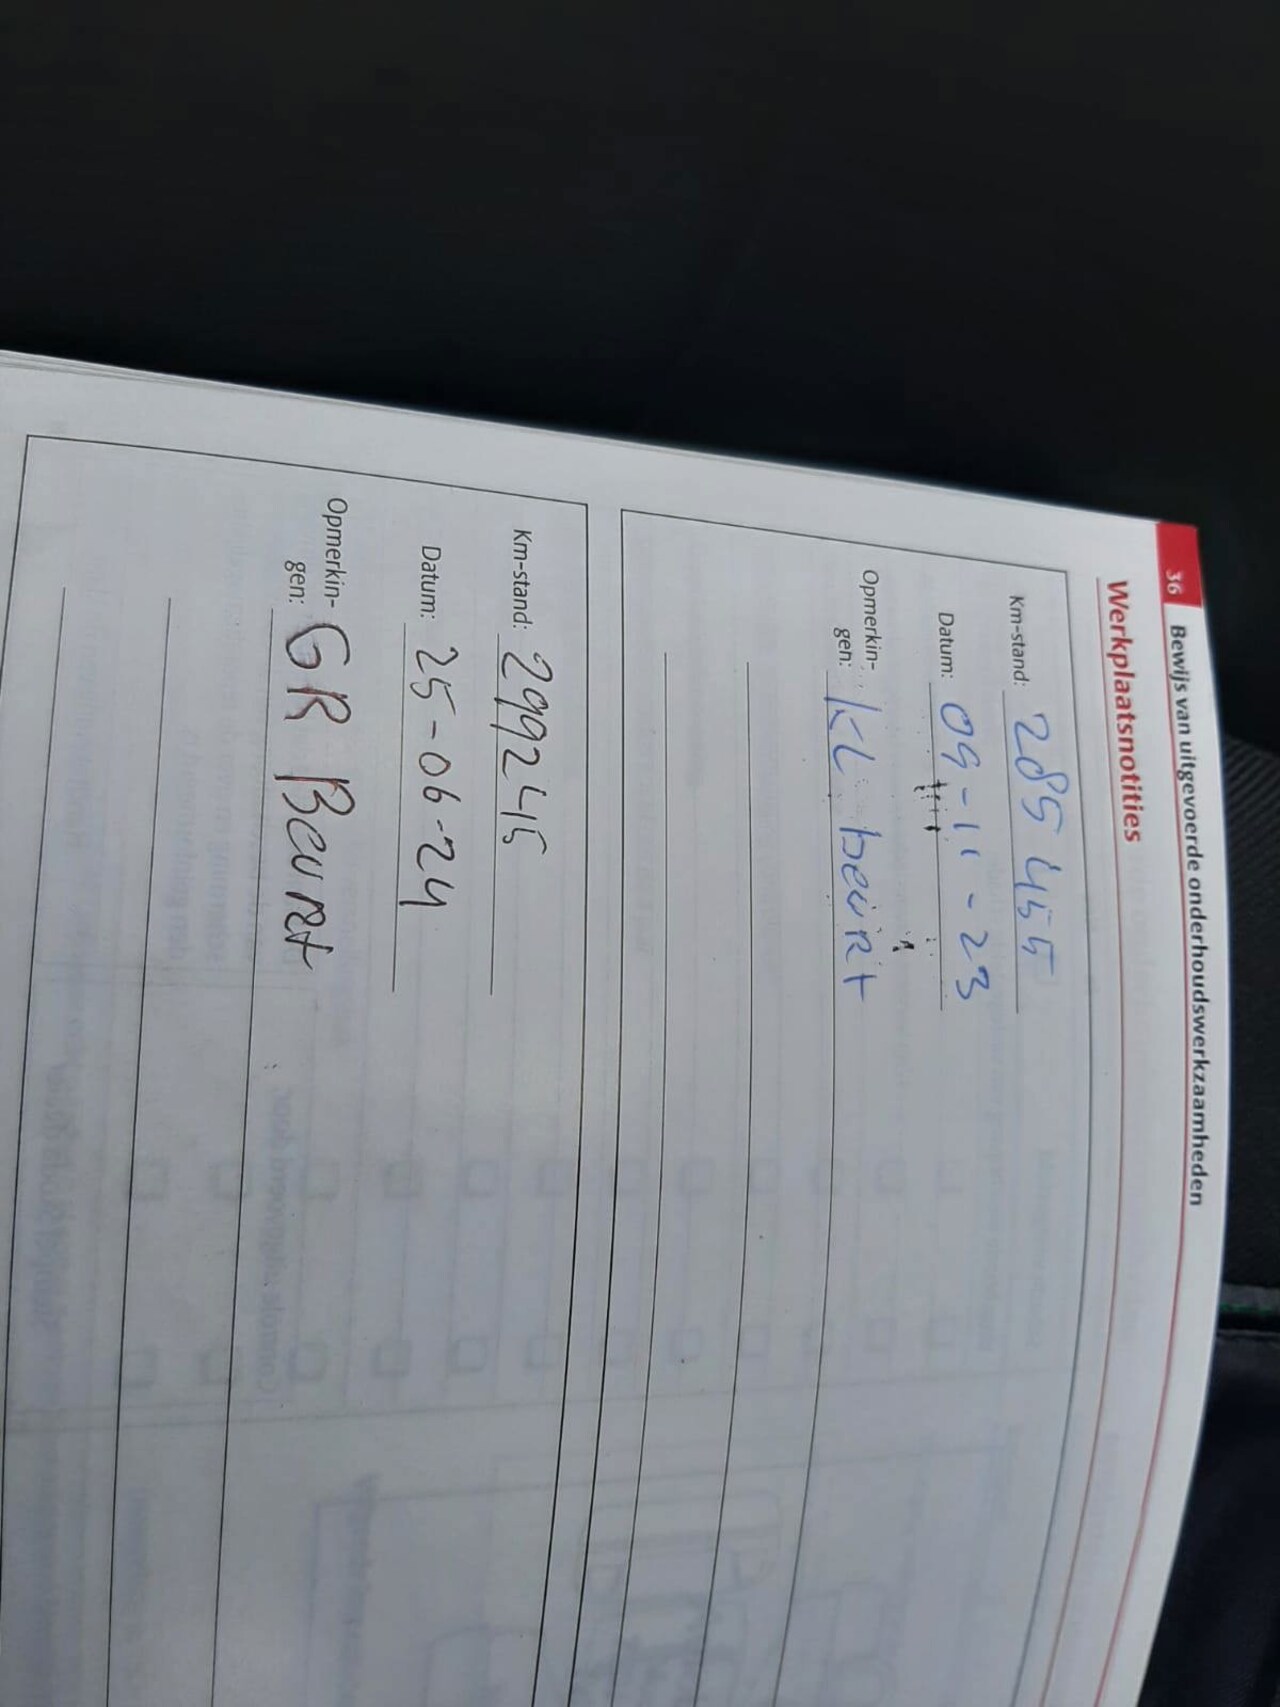 36 Bewijs van uitgevoerde onderhoudswerkzaamheden
Werkplaatsnotities
Km-stand: 285 455
Datum: 09-11-23
Opmerkin-
gen: KL beurt
Km-stand: 299245
Datum: 25-06-24
Opmerkin-
gen: GR Beurt